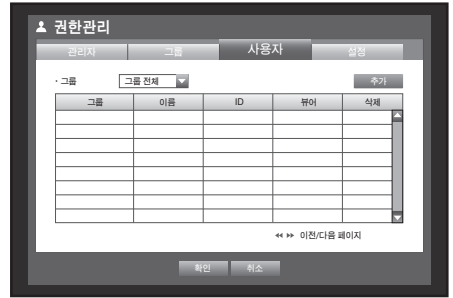 권한관리
관리자 그룹 사용자 설정
· 그룹 그룹 전체 추가
그룹 이름 ID 뷰어 삭제
이전/다음 페이지
확인 취소